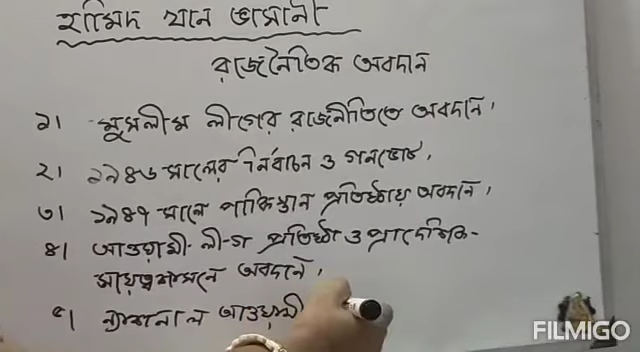 হামিদ খান ভাসানী
রাজনৈতিক অবদান
১। মুসলীম লীগের রাজনীতিতে অবদান,
২। ১৯৪৬ সালের নির্বাচন ও গনভোট,
৩। ১৯৪৭ সালে পাকিস্তান প্রতিষ্ঠায় অবদান,
৪। আওয়ামী লীগ প্রতিষ্ঠা ও প্রাদেশিক-
সায়ত্বশাসনে অবদান,
৫। ন্যাশনাল আওয়ামী
FILMIGO